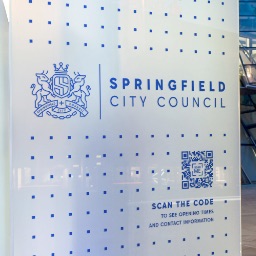 SPRINGFIELD
CITY COUNCIL
SCAN THE CODE
TO SEE OPENING TIMES
AND CONTACT INFORMATION